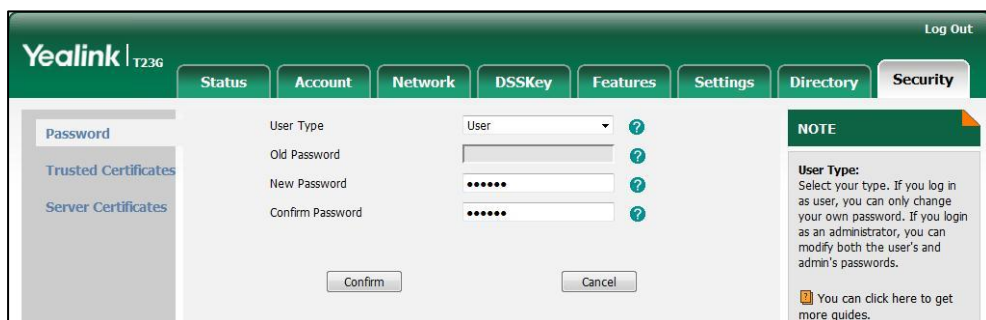 Log Out
Yealink T23G
Status Account Network DSSKey Features Settings Directory Security
Password
Trusted Certificates
Server Certificates
User Type User ?
Old Password ?
New Password •••••• ?
Confirm Password •••••• ?
Confirm Cancel
NOTE
User Type:
Select your type. If you log in
as user, you can only change
your own password. If you login
as an administrator, you can
modify both the user's and
admin's passwords.
? You can click here to get
more guides.